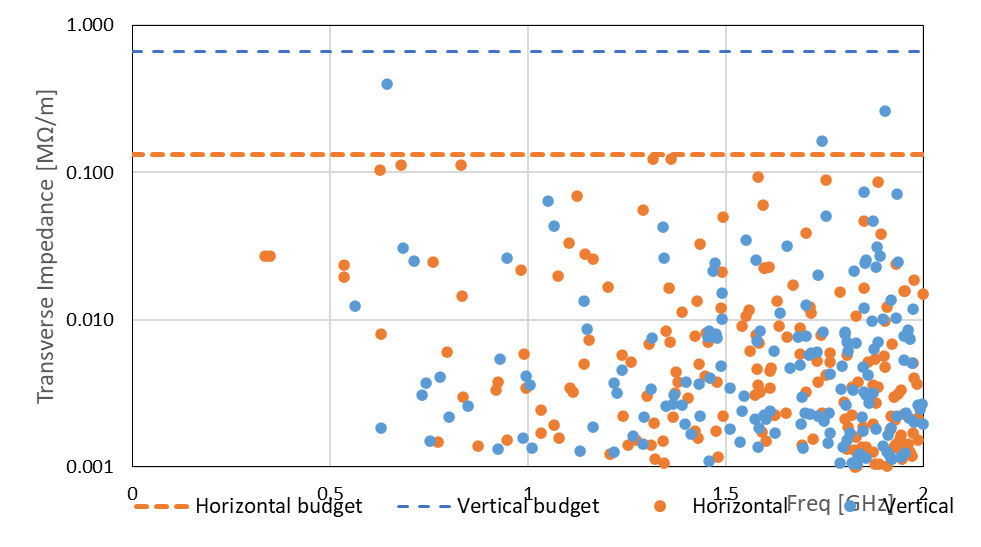 1.000
0.100
0.010
0.001
Transverse Impedance [MΩ/m]
0 0.5 1 1.5 2
Freq [GHz]
Horizontal budget Vertical budget Horizontal Vertical